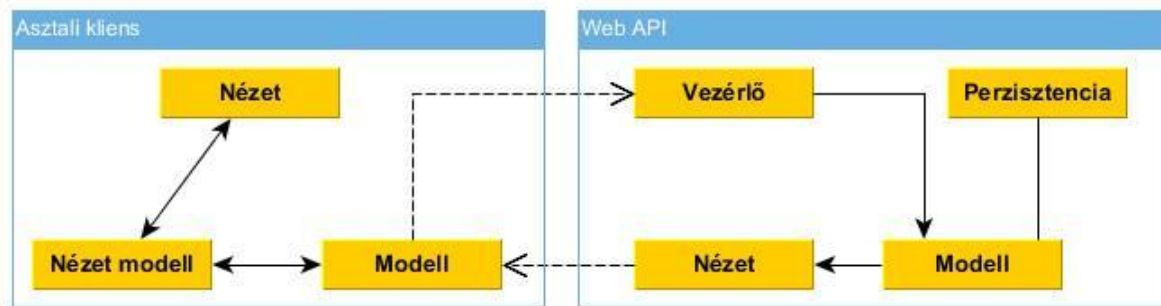 Asztali kliens
Nézet
Nézet modell
Modell
Web API
Vezérlő
Perzisztencia
Nézet
Modell